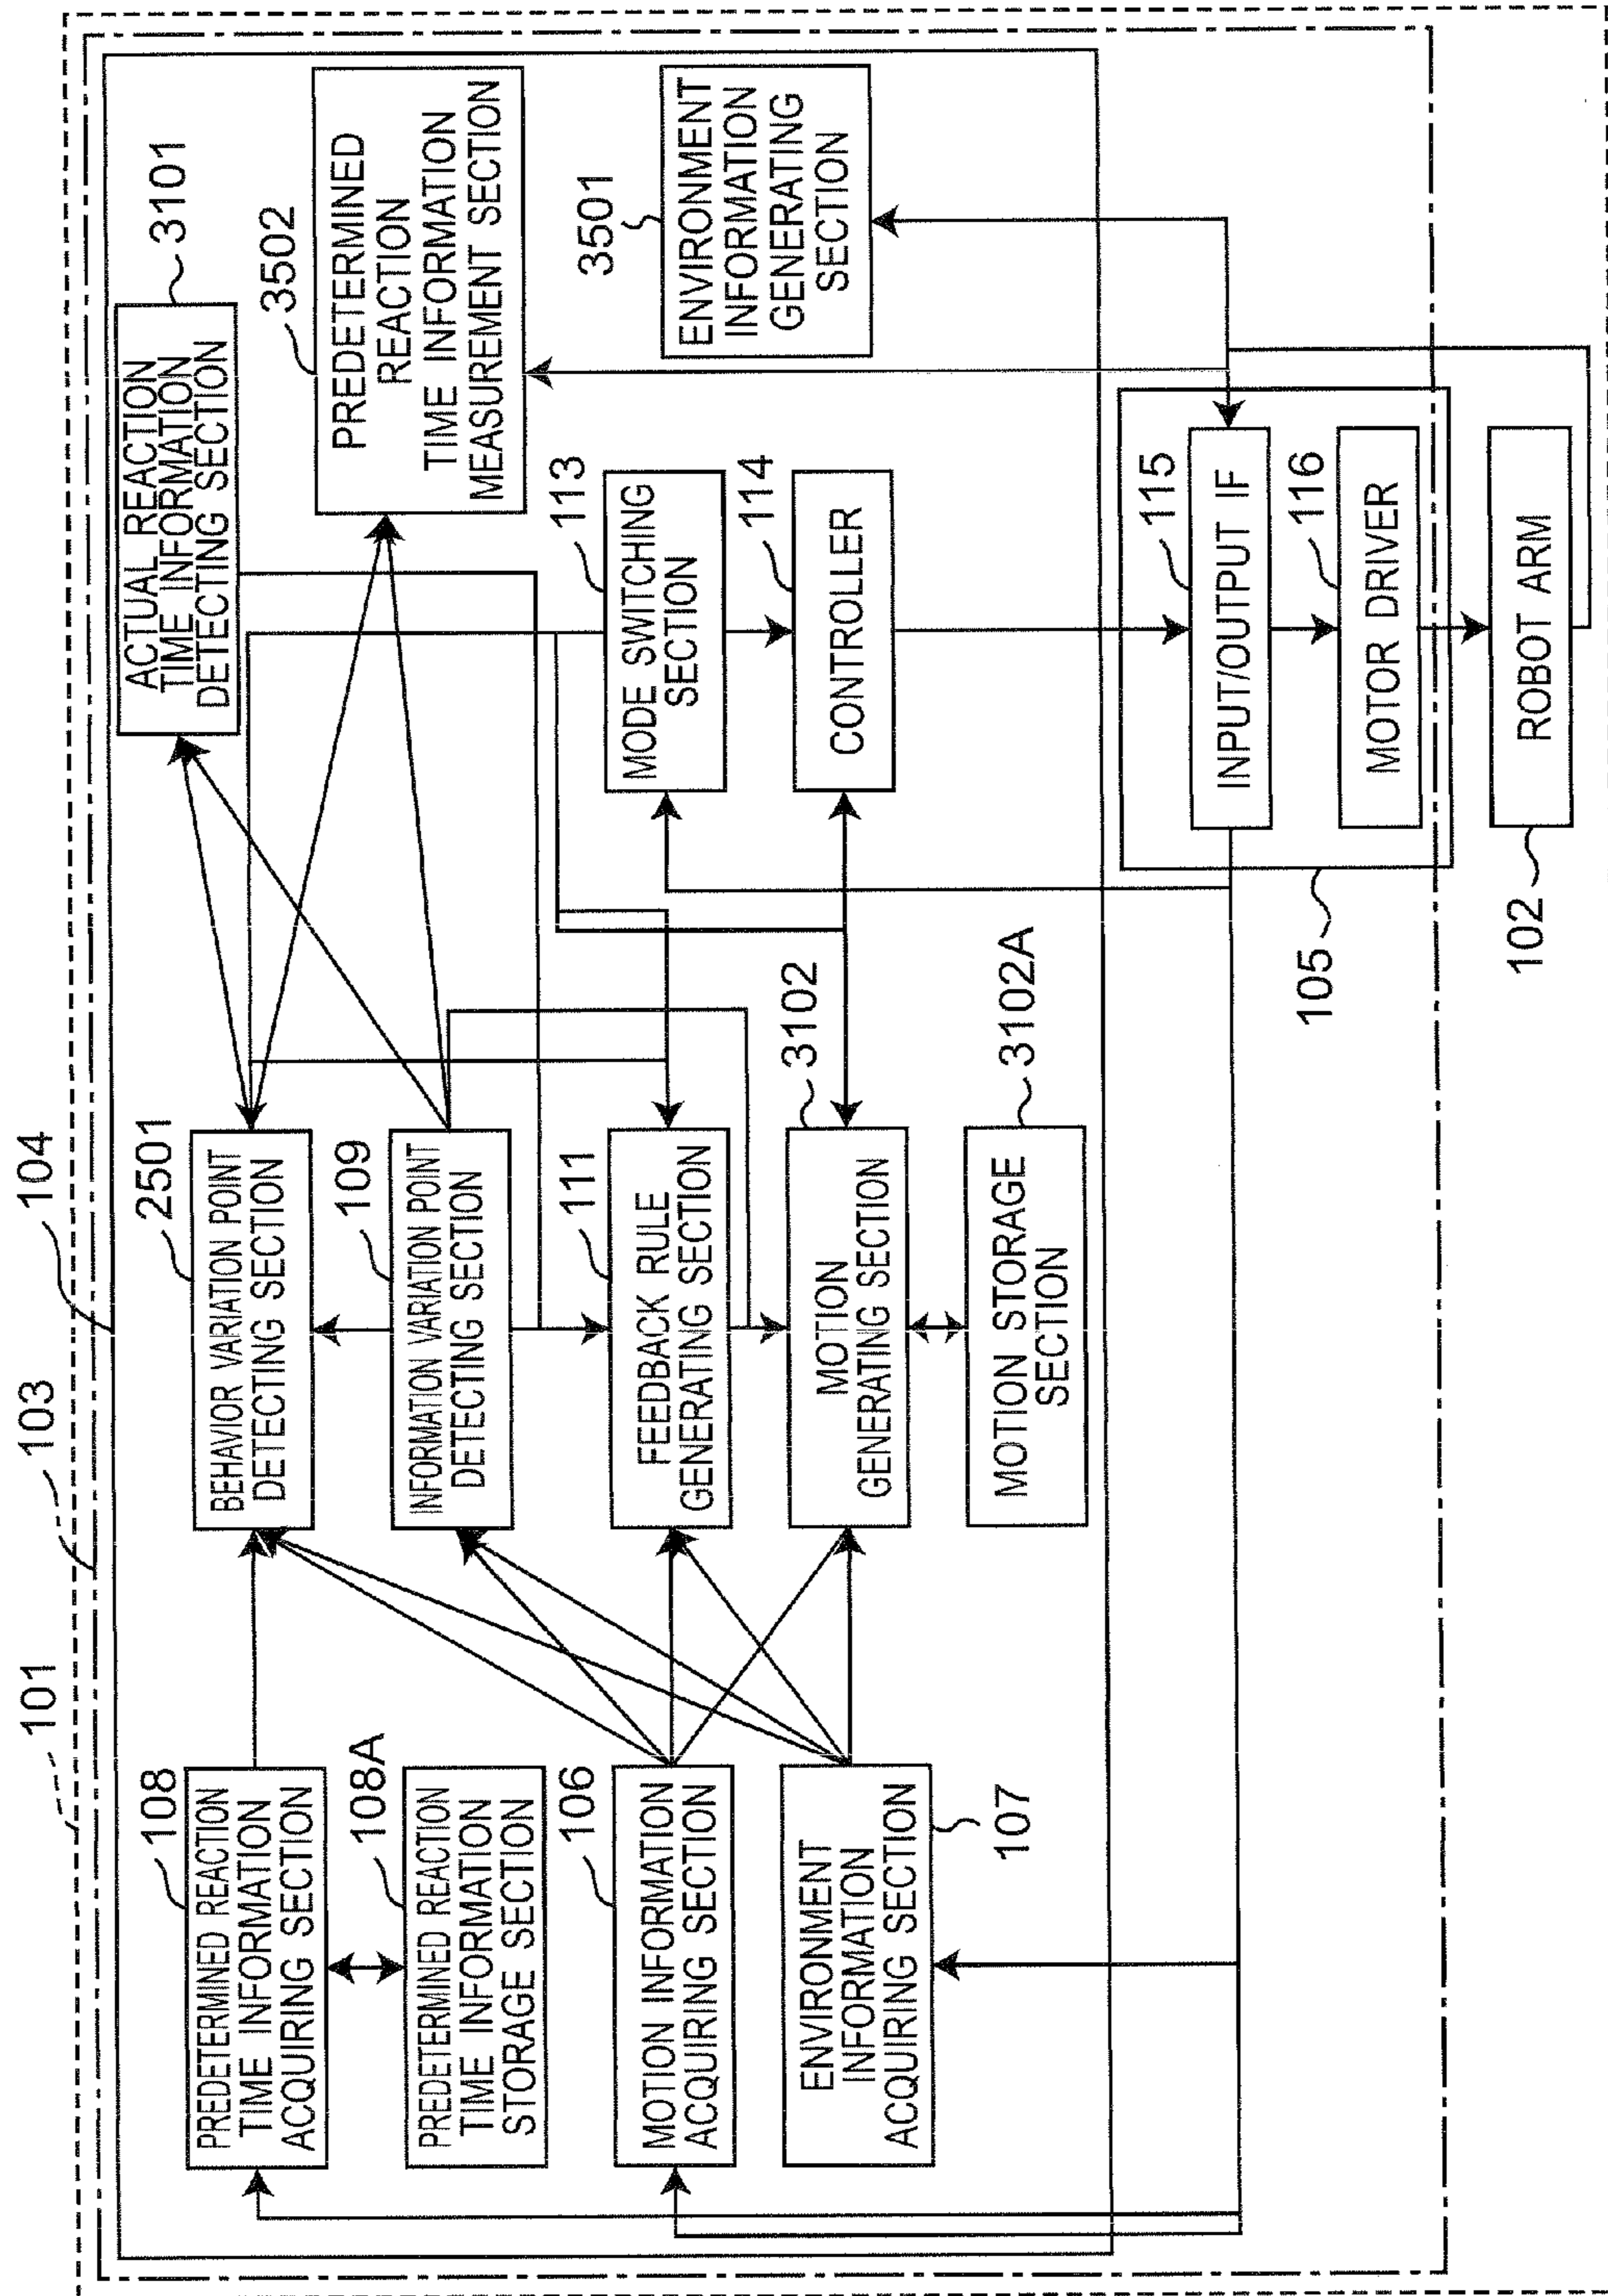 101
103
104
108
PREDETERMINED REACTION
TIME INFORMATION
ACQUIRING SECTION
108A
PREDETERMINED REACTION
TIME INFORMATION
STORAGE SECTION
106
MOTION INFORMATION
ACQUIRING SECTION
ENVIRONMENT
INFORMATION
ACQUIRING SECTION
107
2501
BEHAVIOR VARIATION POINT
DETECTING SECTION
109
INFORMATION VARIATION POINT
DETECTING SECTION
111
FEEDBACK RULE
GENERATING SECTION
3102
MOTION
GENERATING SECTION
3102A
MOTION STORAGE
SECTION
3101
ACTUAL REACTION
TIME INFORMATION
DETECTING SECTION
3502
PREDETERMINED
REACTION
TIME INFORMATION
MEASUREMENT SECTION
113
MODE SWITCHING
SECTION
3501
ENVIRONMENT
INFORMATION
GENERATING
SECTION
114
CONTROLLER
115
INPUT/OUTPUT IF
116
MOTOR DRIVER
105
ROBOT ARM
102